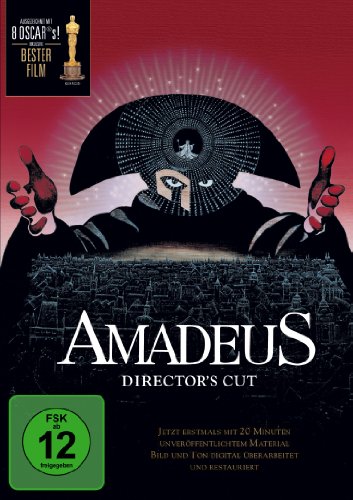 AUSGEZEICHNET MIT
8 OSCAR®s!
BESTER
FILM
AMADEUS
DIRECTOR'S CUT
FSK
ab
12
freigegeben
JETZT ERSTMALS MIT 20 MINUTEN
UNVERÖFFENTLICHTEM MATERIAL
BILD UND TON DIGITAL ÜBERARBEITET
UND RESTAURIERT